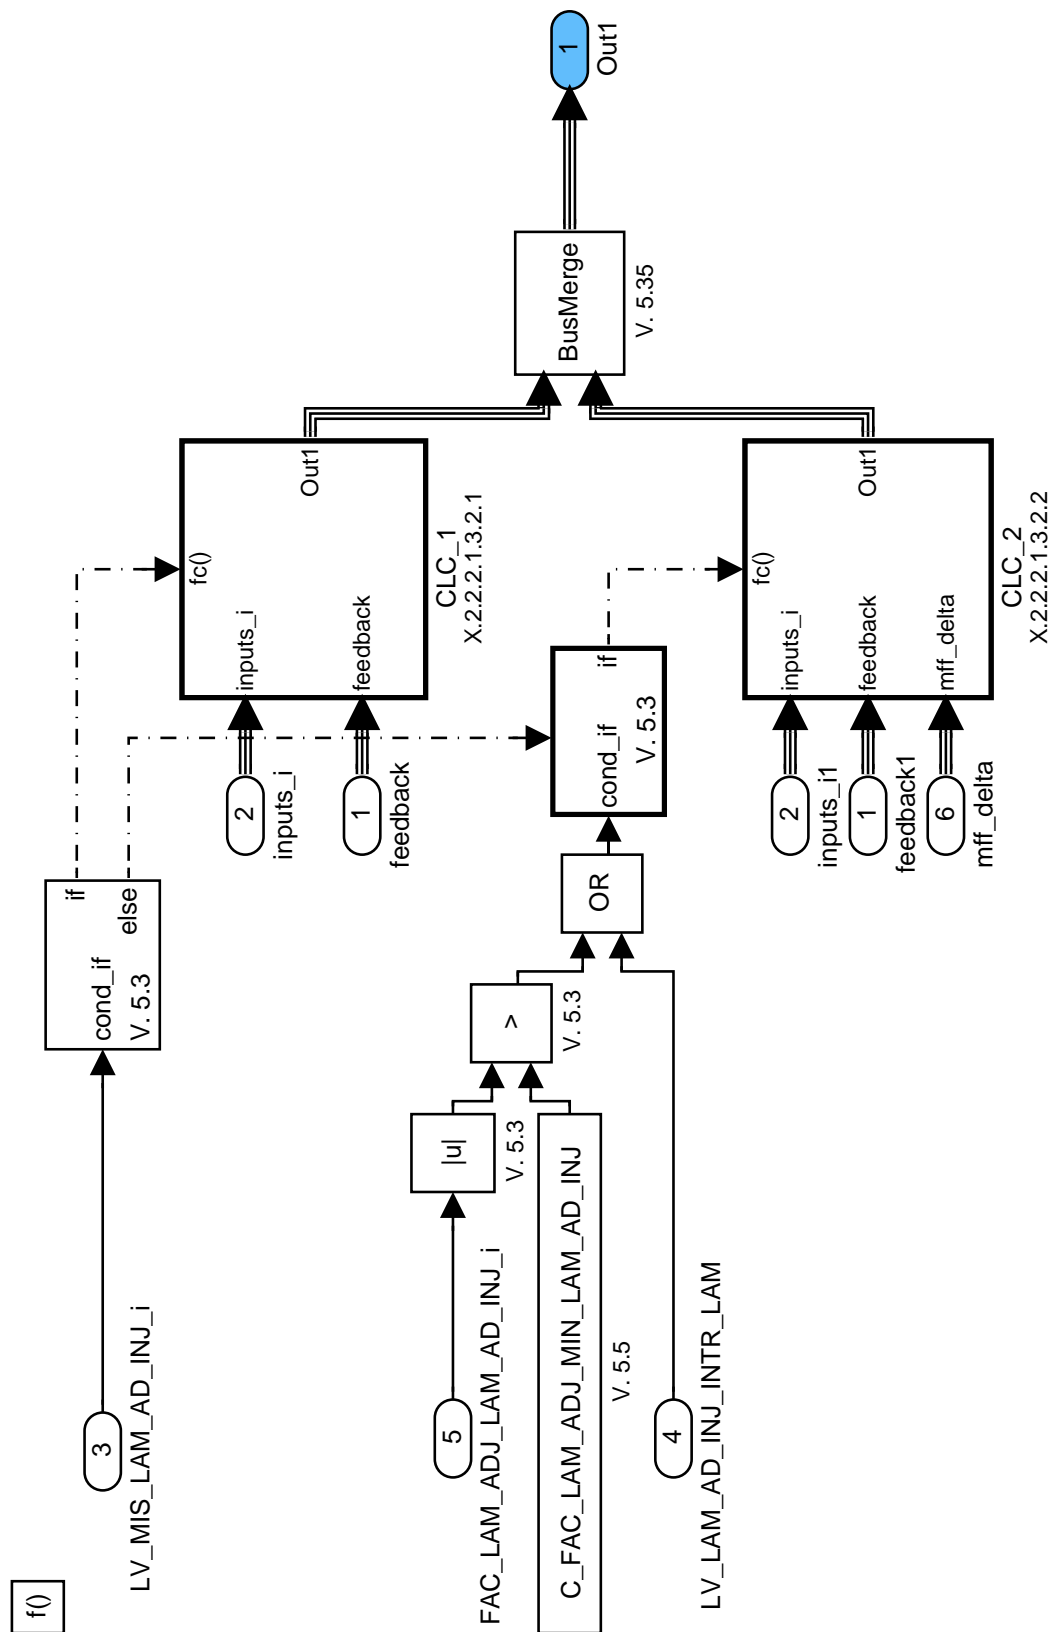 f()
3
LV_MIS_LAM_AD_INJ_i
cond_if
V. 5.3
if
else
2
inputs_i
1
feedback
fc()
inputs_i
feedback
Out1
CLC_1
X.2.2.2.1.3.2.1
5
FAC_LAM_ADJ_LAM_AD_INJ_i
|u|
V. 5.3
C_FAC_LAM_ADJ_MIN_LAM_AD_INJ
V. 5.5
>
V. 5.3
4
LV_LAM_AD_INJ_INTR_LAM
OR
cond_if
V. 5.3
if
2
inputs_i1
1
feedback1
6
mff_delta
fc()
inputs_i
feedback
mff_delta
Out1
CLC_2
X.2.2.2.1.3.2.2
BusMerge
V. 5.35
1
Out1